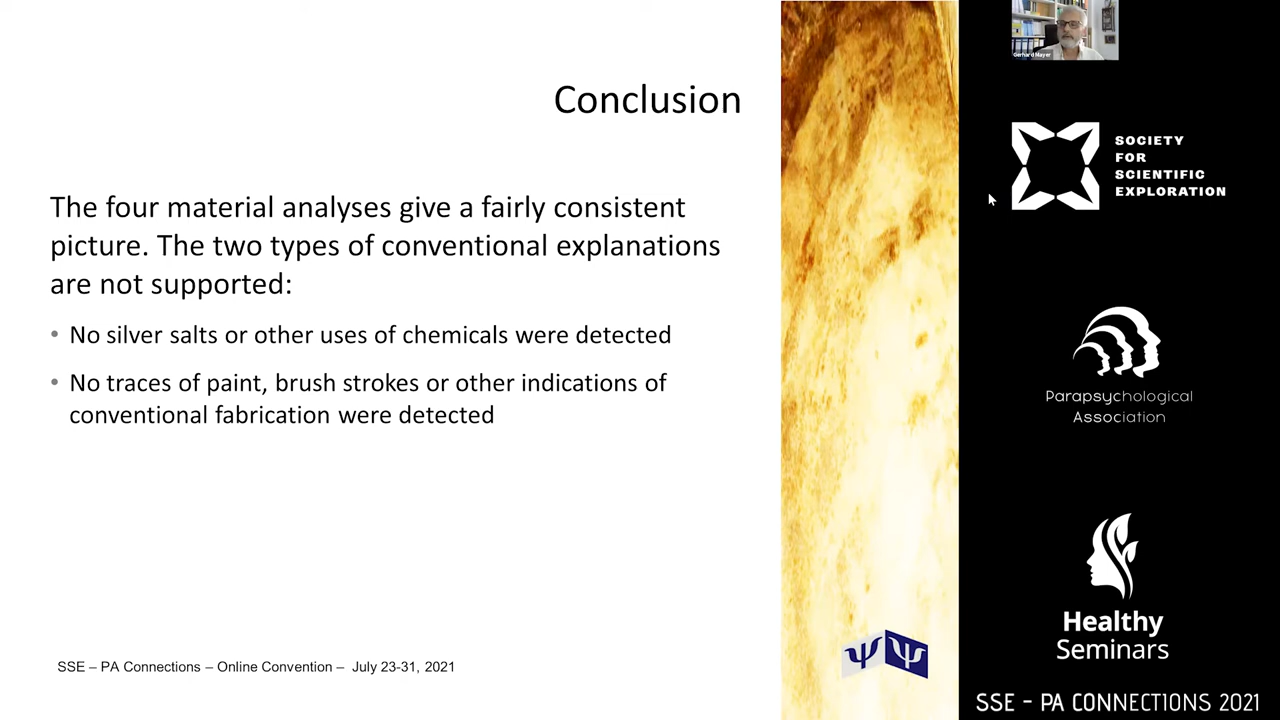 Conclusion
The four material analyses give a fairly consistent
picture. The two types of conventional explanations
are not supported:
• No silver salts or other uses of chemicals were detected
• No traces of paint, brush strokes or other indications of
conventional fabrication were detected
SSE – PA Connections – Online Convention – July 23-31, 2021
Ψ Ψ
Gerhard Mayer
SOCIETY
FOR
SCIENTIFIC
EXPLORATION
Parapsychological
Association
Healthy
Seminars
SSE - PA CONNECTIONS 2021